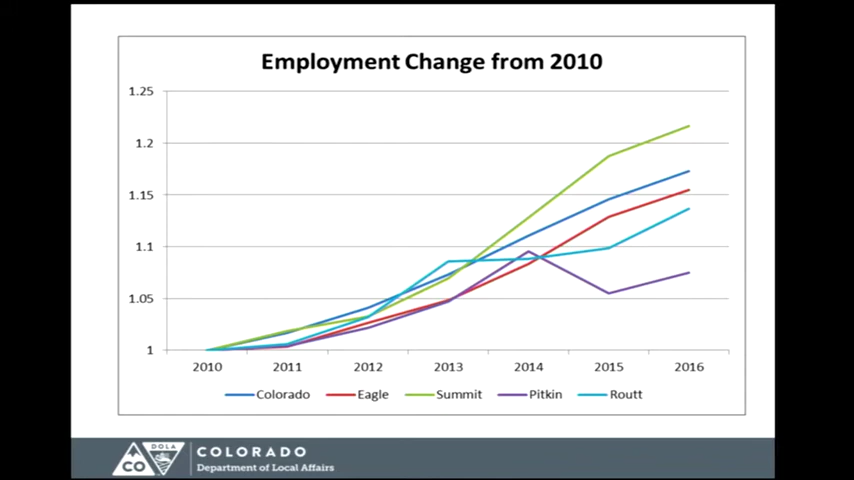 Employment Change from 2010
1.25
1.2
1.15
1.1
1.05
1
2010 2011 2012 2013 2014 2015 2016
Colorado Eagle Summit Pitkin Routt
CO DOLA
COLORADO
Department of Local Affairs